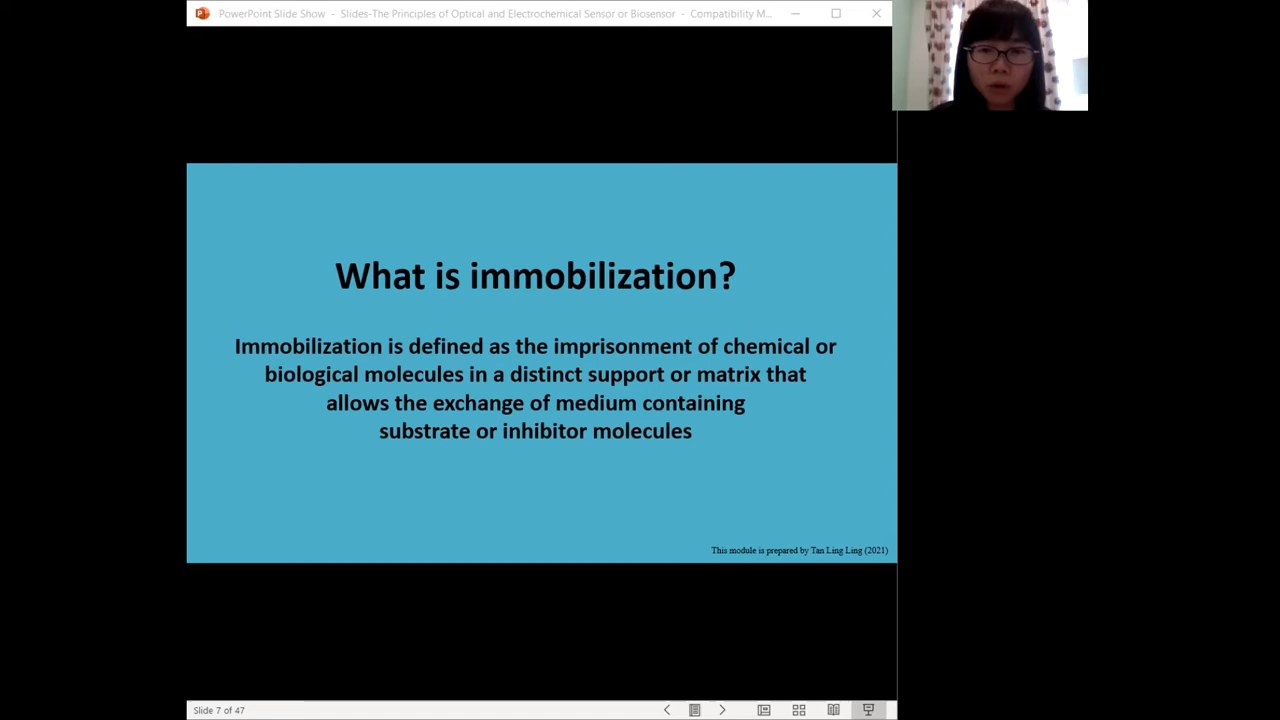 PowerPoint Slide Show - Slides-The Principles of Optical and Electrochemical Sensor or Biosensor - Compatibility M...
What is immobilization?
Immobilization is defined as the imprisonment of chemical or
biological molecules in a distinct support or matrix that
allows the exchange of medium containing
substrate or inhibitor molecules
This module is prepared by Tan Ling Ling (2021)
Slide 7 of 47